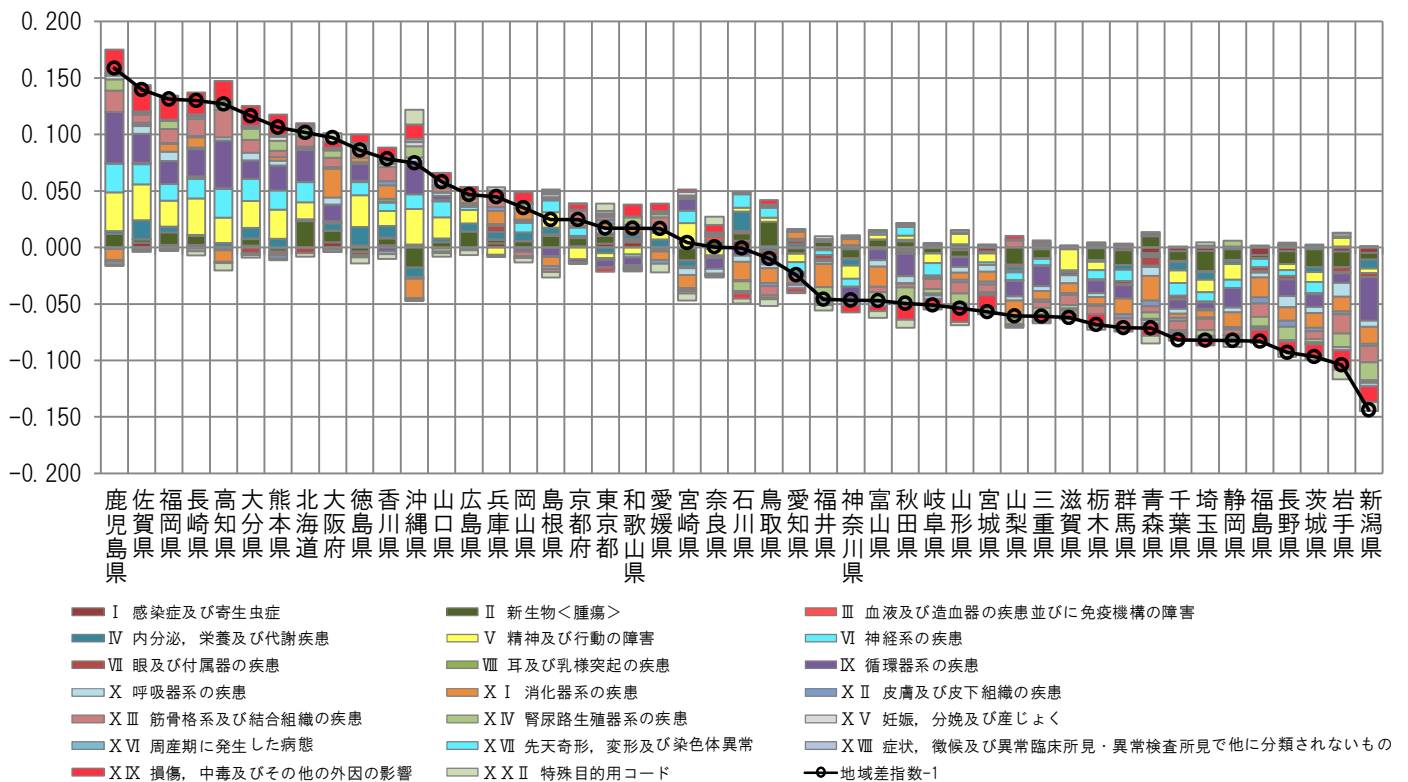 0.200
0.150
0.100
0.050
0.000
-0.050
-0.100
-0.150
-0.200
鹿児島県
佐賀県
福岡県
長崎県
高知県
大分県
熊本県
北海道
大阪府
徳島県
香川県
沖縄県
山口県
広島県
兵庫県
岡山県
島根県
京都府
東京都
和歌山県
愛媛県
宮崎県
奈良県
石川県
鳥取県
愛知県
福井県
神奈川県
富山県
秋田県
岐阜県
山形県
宮城県
山梨県
三重県
滋賀県
栃木県
群馬県
青森県
千葉県
埼玉県
静岡県
福島県
長野県
茨城県
岩手県
新潟県
Ⅰ 感染症及び寄生虫症
Ⅱ 新生物＜腫瘍＞
Ⅲ 血液及び造血器の疾患並びに免疫機構の障害
Ⅳ 内分泌，栄養及び代謝疾患
Ⅴ 精神及び行動の障害
Ⅵ 神経系の疾患
Ⅶ 眼及び付属器の疾患
Ⅷ 耳及び乳様突起の疾患
Ⅸ 循環器系の疾患
Ⅹ 呼吸器系の疾患
ⅩⅠ 消化器系の疾患
ⅩⅡ 皮膚及び皮下組織の疾患
ⅩⅢ 筋骨格系及び結合組織の疾患
ⅩⅣ 腎尿路生殖器系の疾患
ⅩⅤ 妊娠，分娩及び産じょく
ⅩⅥ 周産期に発生した病態
ⅩⅦ 先天奇形，変形及び染色体異常
ⅩⅧ 症状，徴候及び異常臨床所見・異常検査所見で他に分類されないもの
ⅩⅨ 損傷，中毒及びその他の外因の影響
ⅩⅩⅡ 特殊目的用コード
地域差指数-1